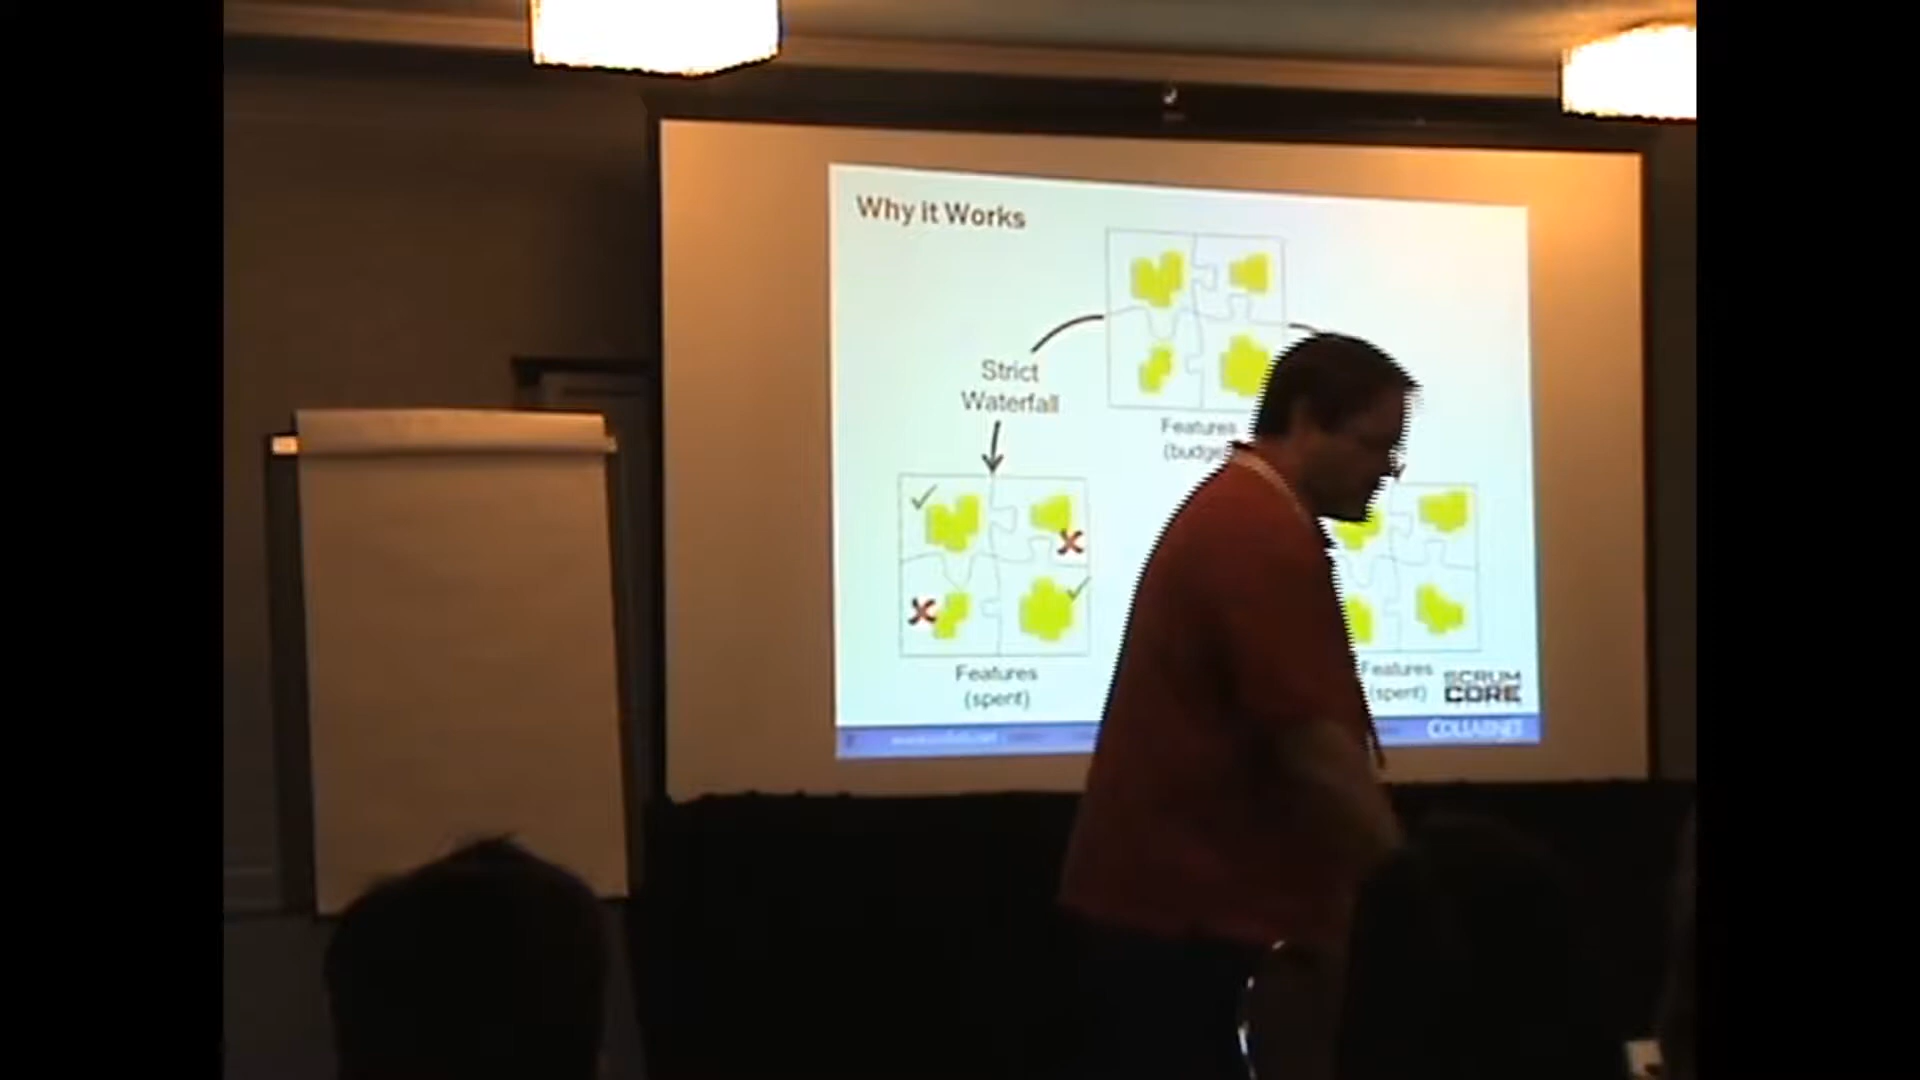 Why it Works
Strict
Waterfall
Features
Features
(spent)
Features
(spent)
SCRUM
CORE
COLLABNET